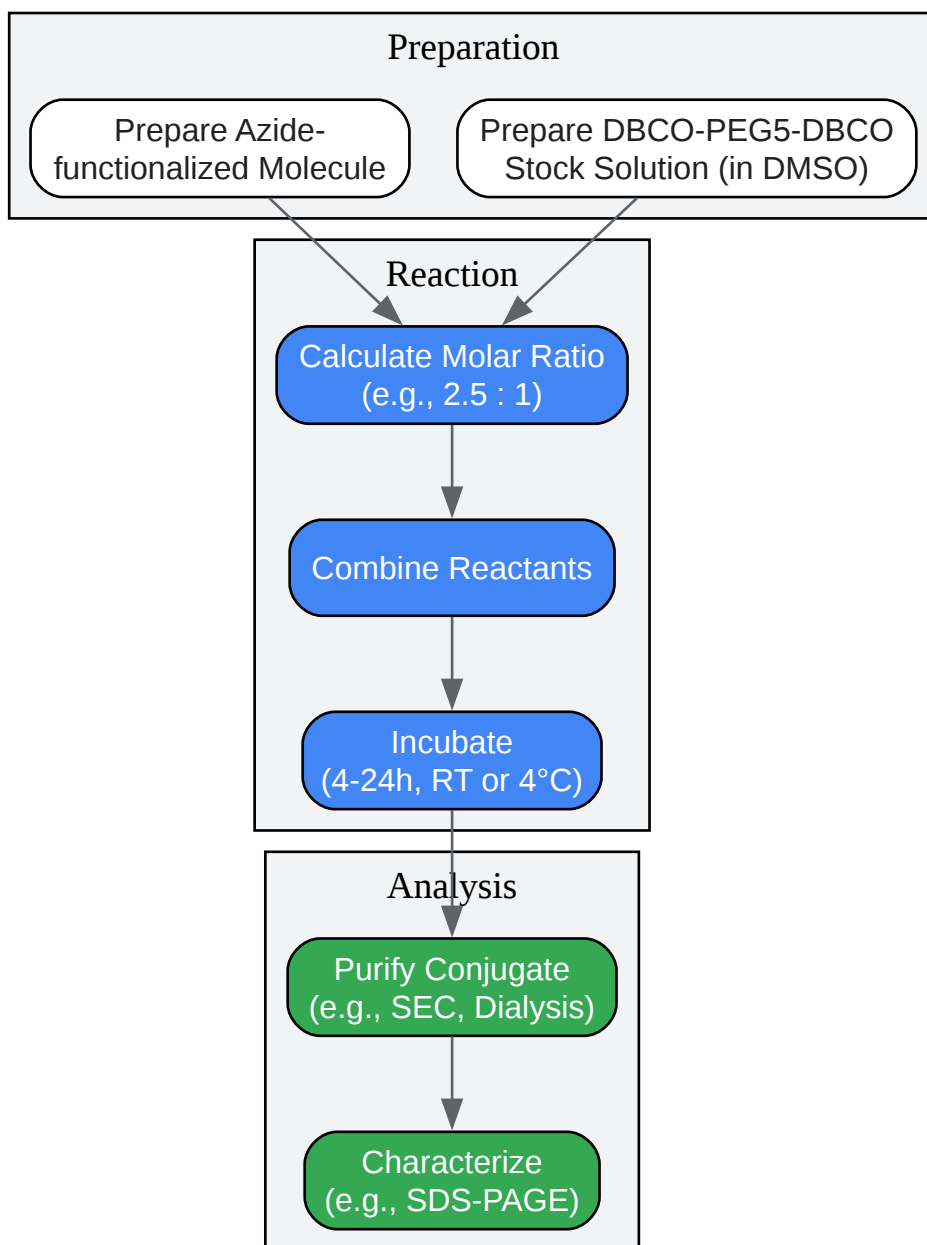 Preparation
Prepare Azide-
functionalized Molecule
Prepare DBCO-PEG5-DBCO
Stock Solution (in DMSO)
Reaction
Calculate Molar Ratio
(e.g., 2.5 : 1)
Combine Reactants
Incubate
(4-24h, RT or 4°C)
Analysis
Purify Conjugate
(e.g., SEC, Dialysis)
Characterize
(e.g., SDS-PAGE)